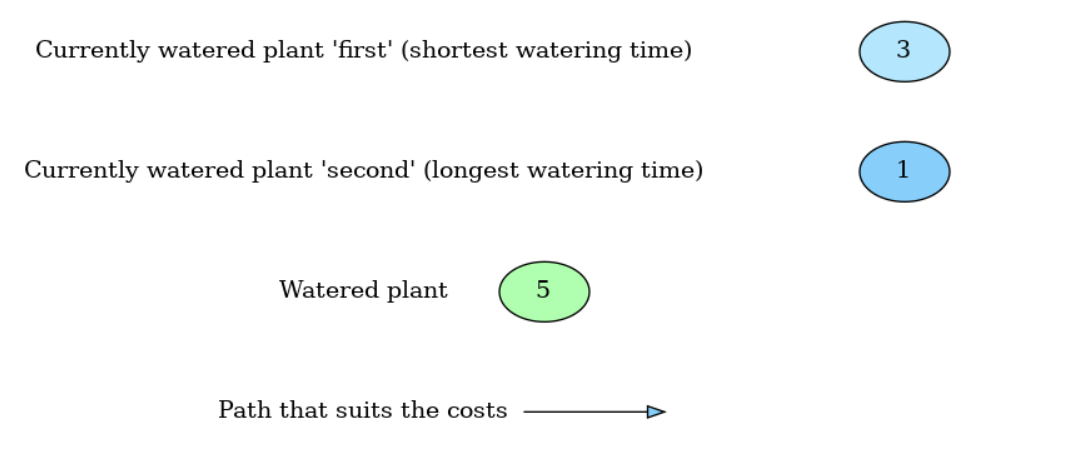 Currently watered plant 'first' (shortest watering time) 3
Currently watered plant 'second' (longest watering time) 1
Watered plant 5
Path that suits the costs